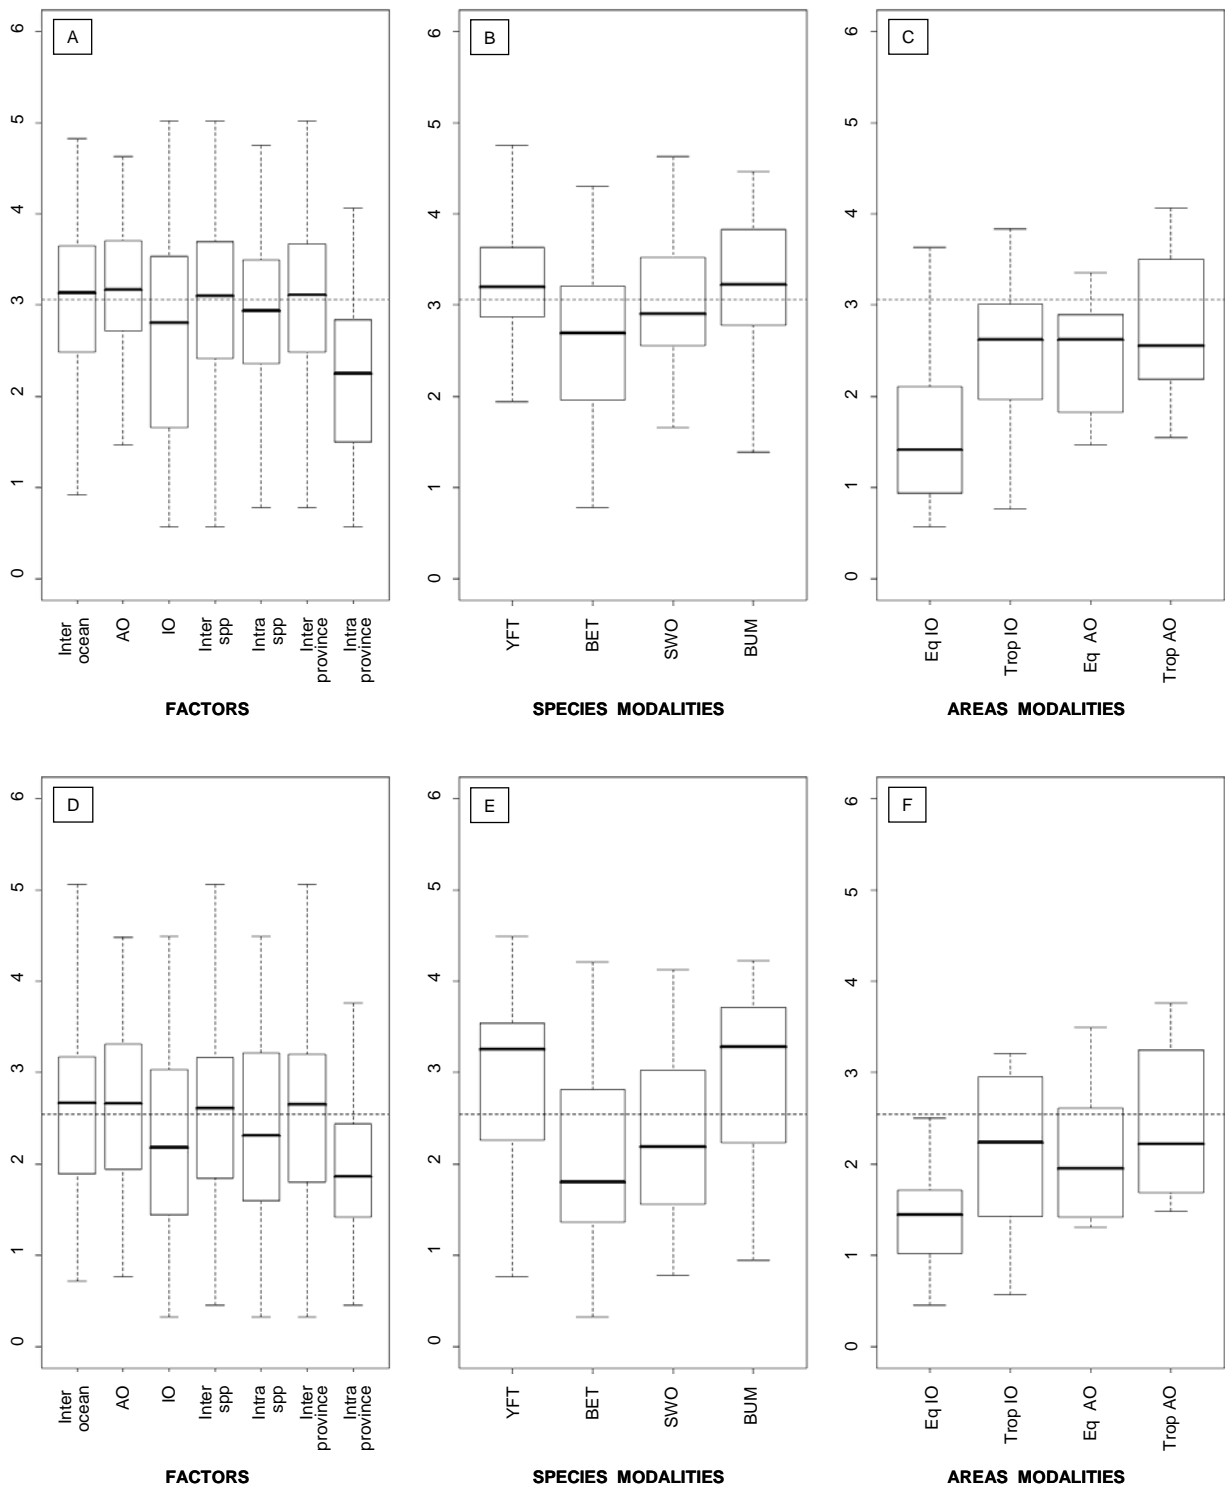 A
6
5
4
3
2
1
0
Inter
ocean
AO
IO
Inter
spp
Intra
spp
Inter
province
Intra
province
FACTORS
B
6
5
4
3
2
1
0
YFT
BET
SWO
BUM
SPECIES MODALITIES
C
6
5
4
3
2
1
0
Eq IO
Trop IO
Eq AO
Trop AO
AREAS MODALITIES
D
6
5
4
3
2
1
0
Inter
ocean
AO
IO
Inter
spp
Intra
spp
Inter
province
Intra
province
FACTORS
E
6
5
4
3
2
1
0
YFT
BET
SWO
BUM
SPECIES MODALITIES
F
6
5
4
3
2
1
0
Eq IO
Trop IO
Eq AO
Trop AO
AREAS MODALITIES